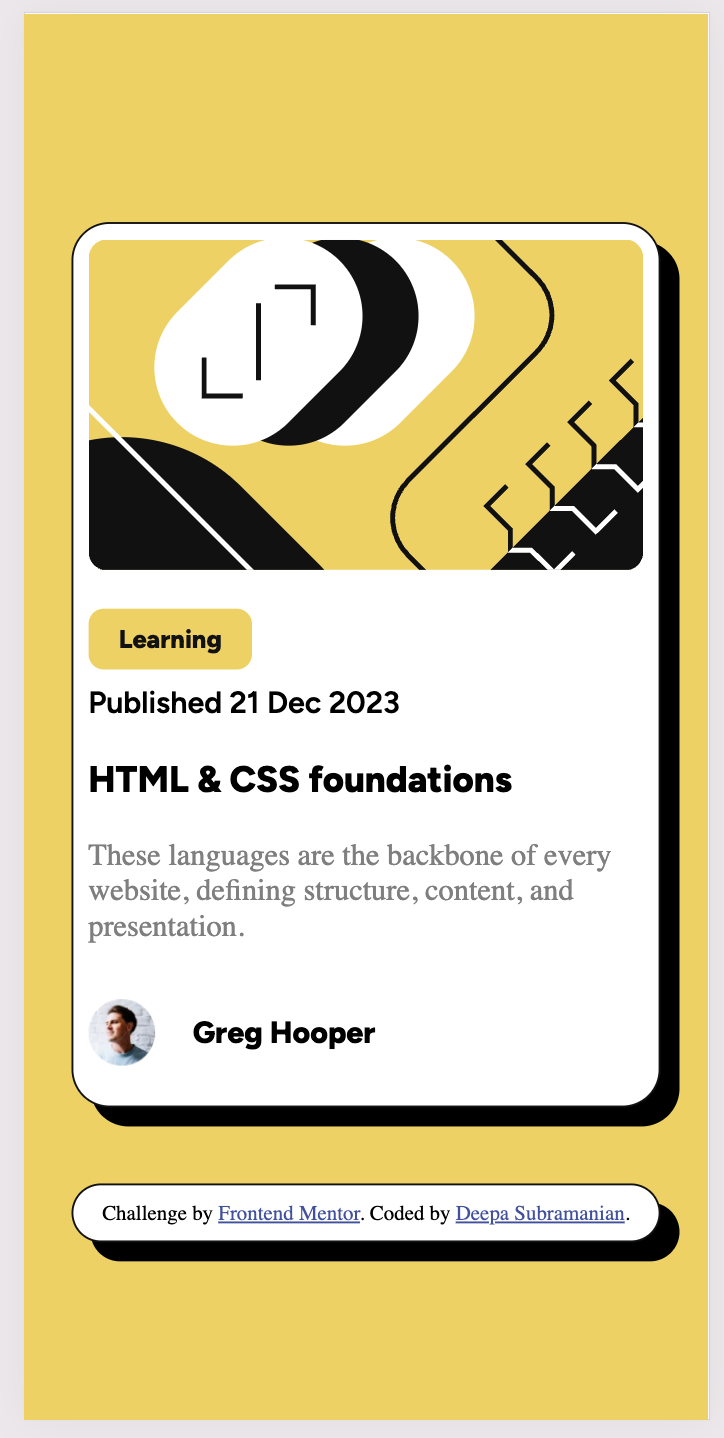 Learning
Published 21 Dec 2023
HTML & CSS foundations
These languages are the backbone of every
website, defining structure, content, and
presentation.
Greg Hooper
Challenge by Frontend Mentor. Coded by Deepa Subramanian.